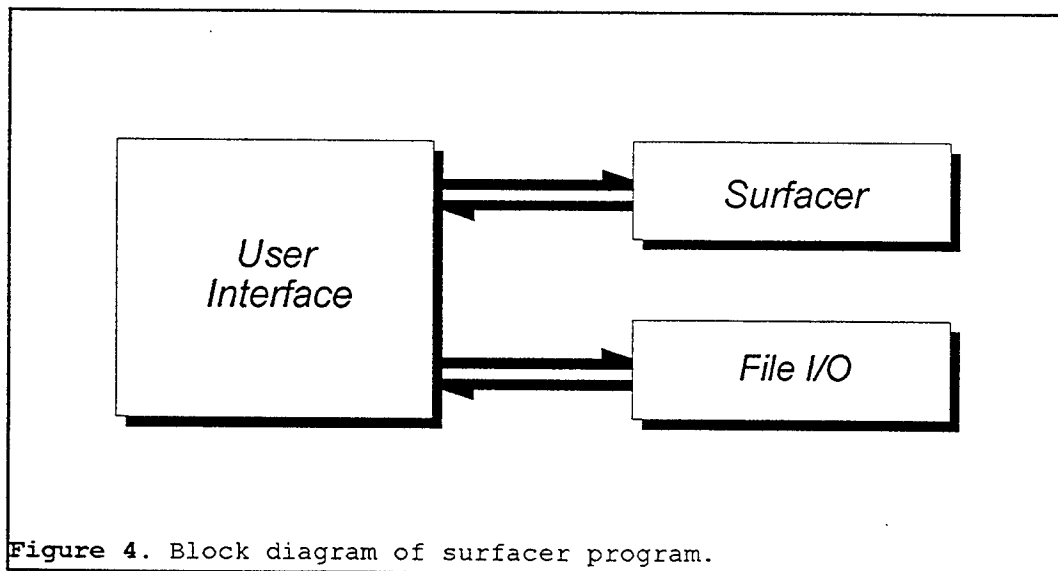 User
Interface
Surfacer
File I/O
Figure 4. Block diagram of surfacer program.